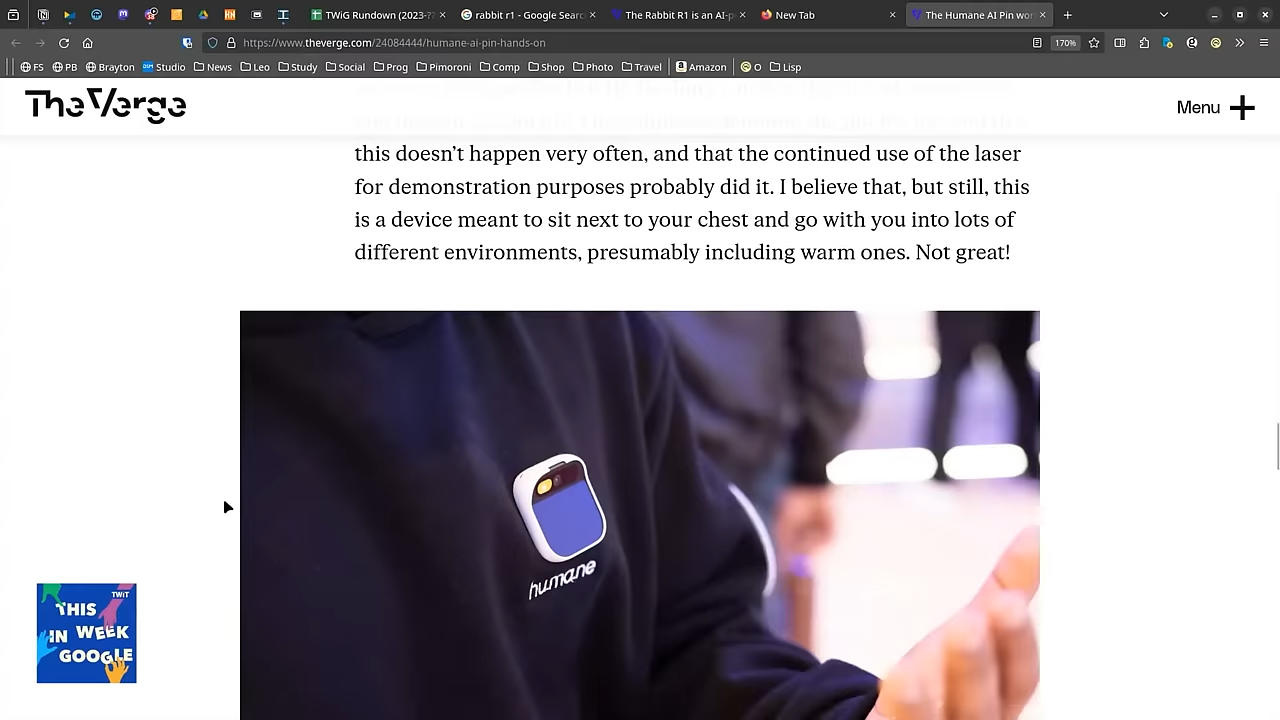 TWiG Rundown (2023-??
rabbit r1 - Google Searc
The Rabbit R1 is an AI-p
New Tab
The Humane AI Pin wor
https://www.theverge.com/24084444/humane-ai-pin-hands-on
170%
FS PB Brayton Studio News Leo Study Social Prog Pimoroni Comp Shop Photo Travel Amazon O Lisp
The Verge
Menu
this doesn’t happen very often, and that the continued use of the laser
for demonstration purposes probably did it. I believe that, but still, this
is a device meant to sit next to your chest and go with you into lots of
different environments, presumably including warm ones. Not great!
humane
TWiT
THIS
IN WEEK
GOOGLE